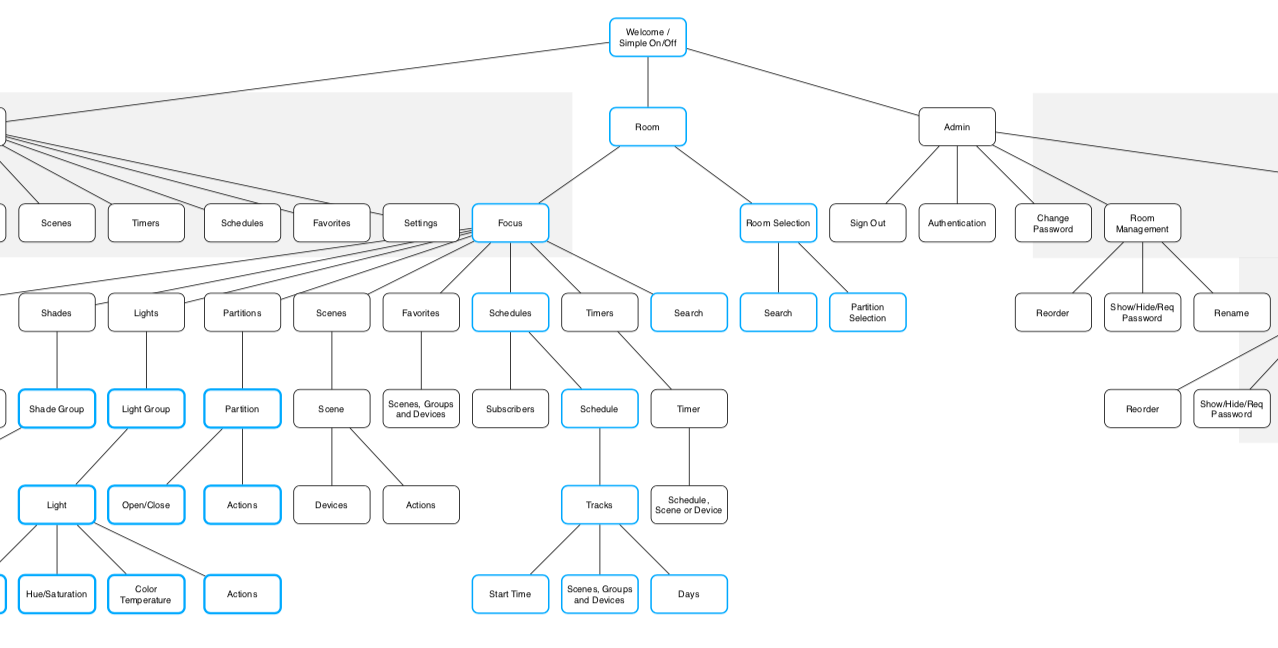 Welcome /
Simple On/Off
Room
Admin
Scenes
Timers
Schedules
Favorites
Settings
Focus
Room Selection
Sign Out
Authentication
Change
Password
Room
Management
Shades
Lights
Partitions
Scenes
Favorites
Schedules
Timers
Search
Search
Partition
Selection
Reorder
Show/Hide/Req
Password
Rename
Shade Group
Light Group
Partition
Scene
Scenes, Groups
and Devices
Subscribers
Schedule
Timer
Reorder
Show/Hide/Req
Password
Light
Open/Close
Actions
Devices
Actions
Tracks
Schedule,
Scene or Device
Hue/Saturation
Color
Temperature
Actions
Start Time
Scenes, Groups
and Devices
Days